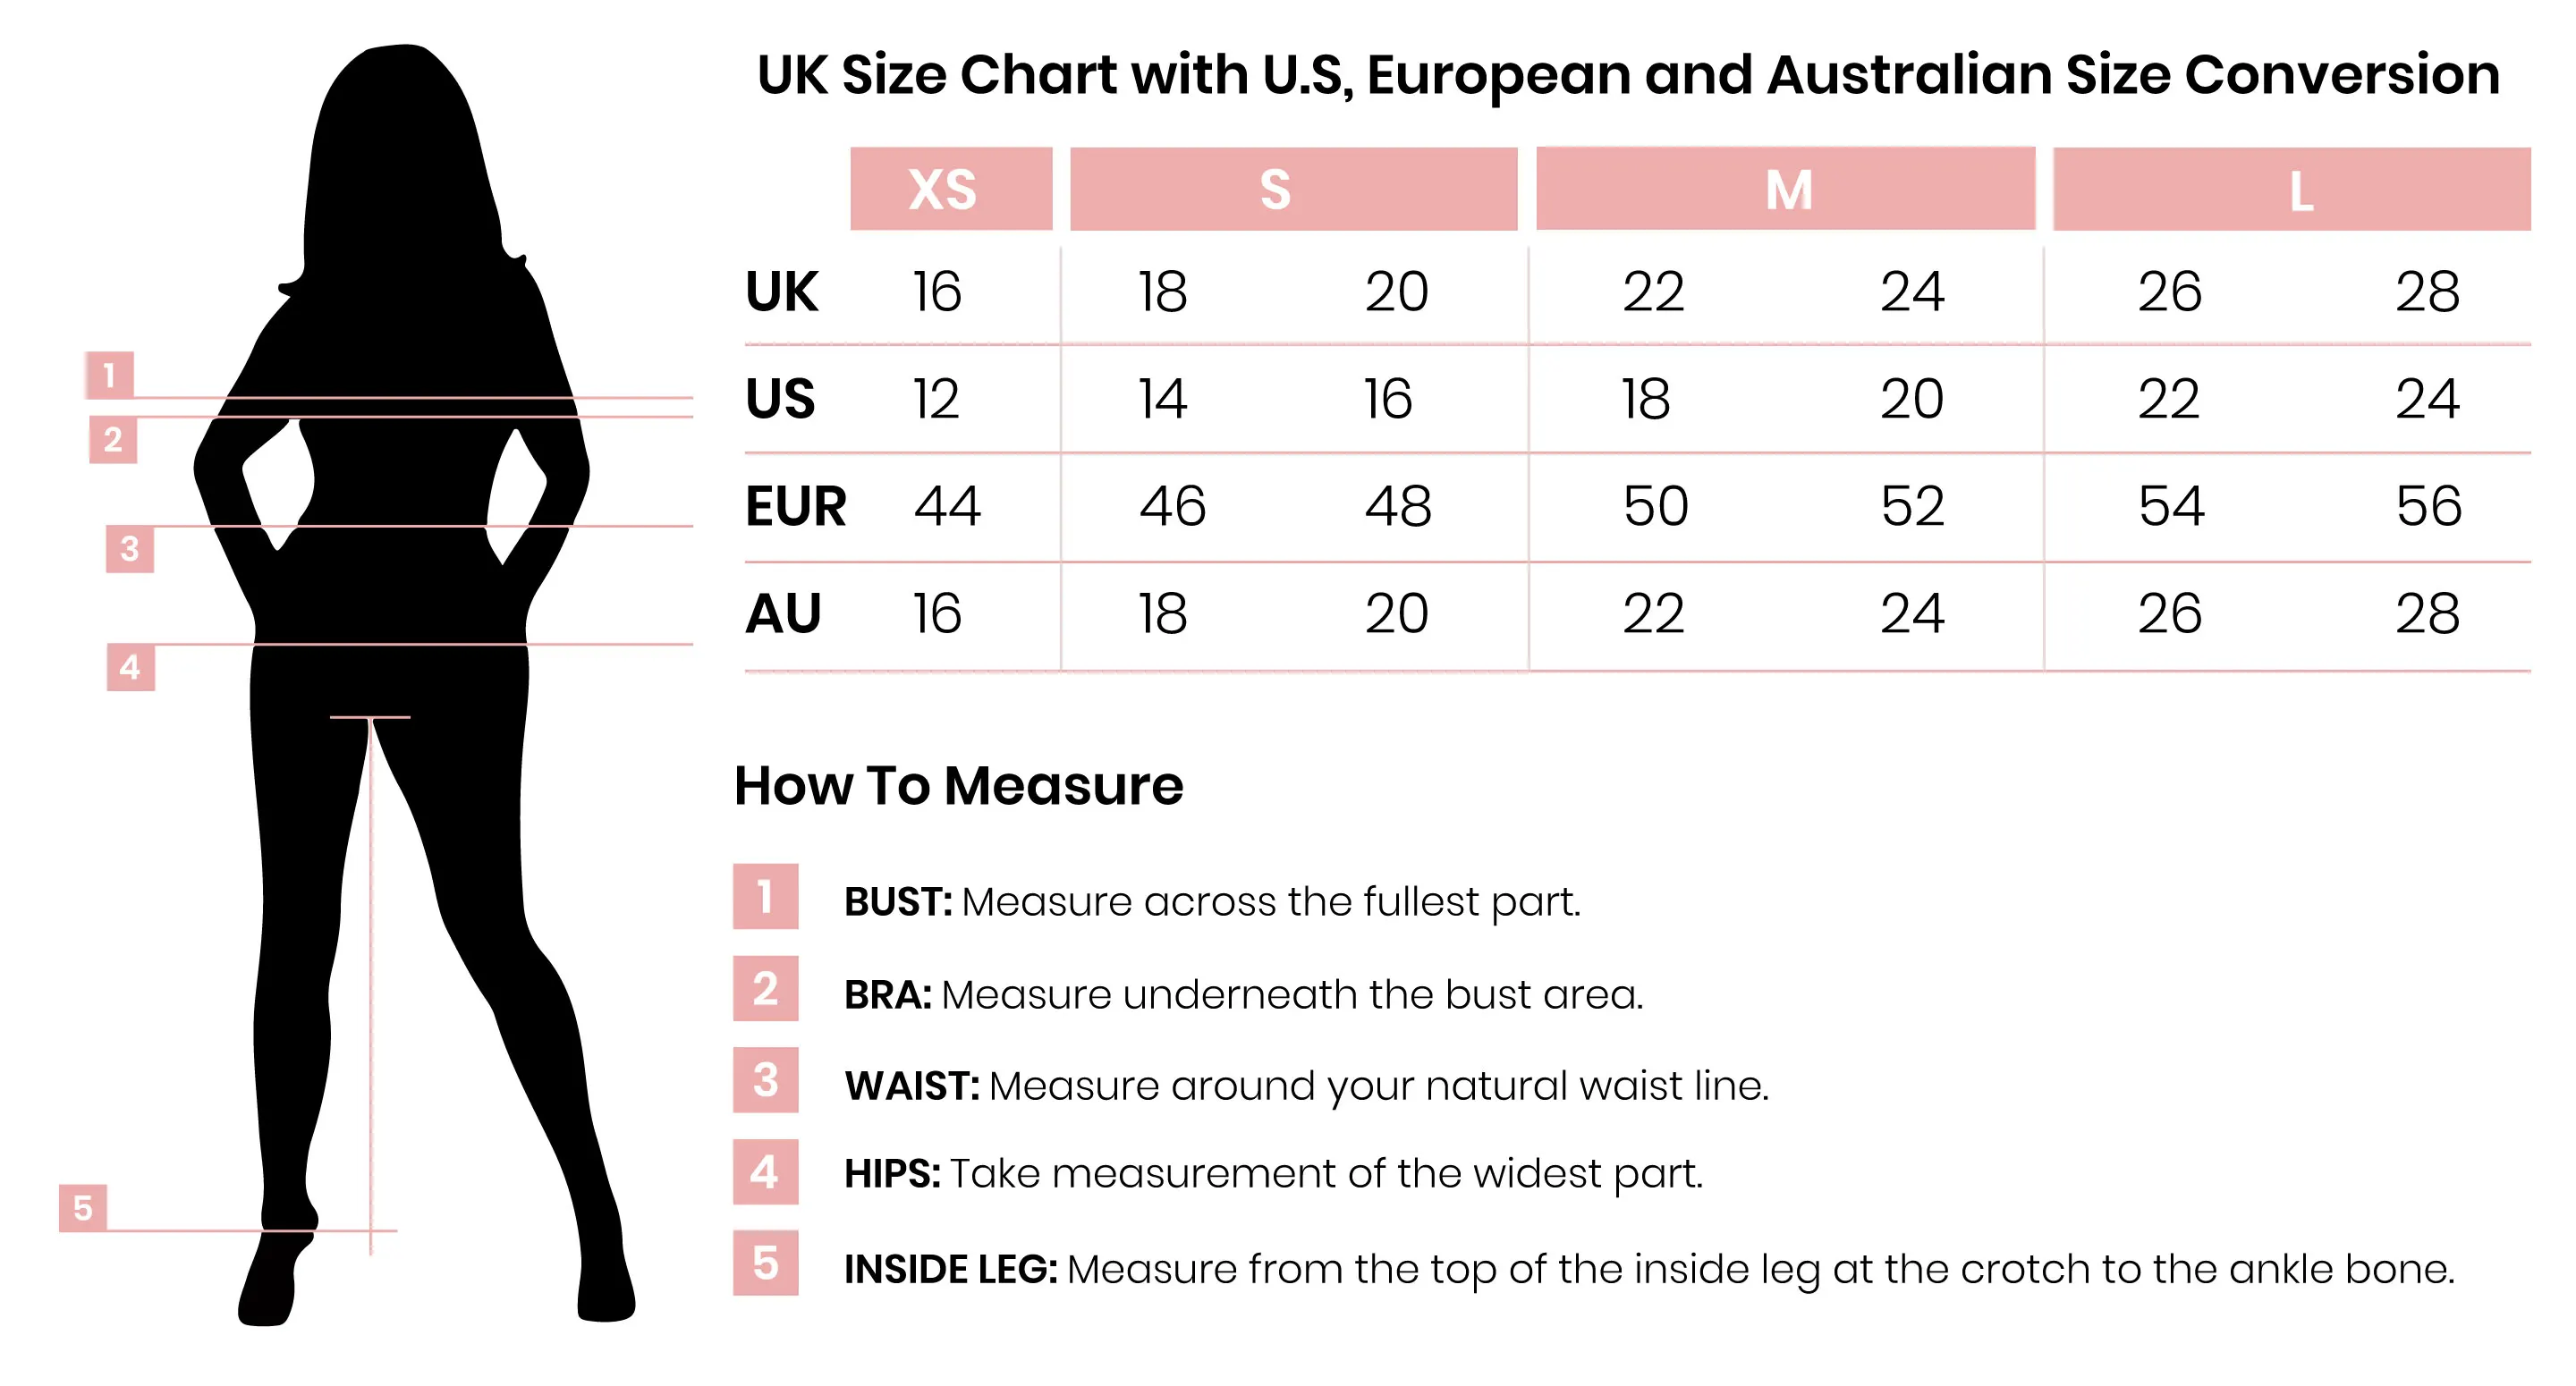 UK Size Chart with U.S, European and Australian Size Conversion
XS S M L
UK 16 18 20 22 24 26 28
US 12 14 16 18 20 22 24
EUR 44 46 48 50 52 54 56
AU 16 18 20 22 24 26 28
1
2
3
4
5
How To Measure
1 BUST: Measure across the fullest part.
2 BRA: Measure underneath the bust area.
3 WAIST: Measure around your natural waist line.
4 HIPS: Take measurement of the widest part.
5 INSIDE LEG: Measure from the top of the inside leg at the crotch to the ankle bone.